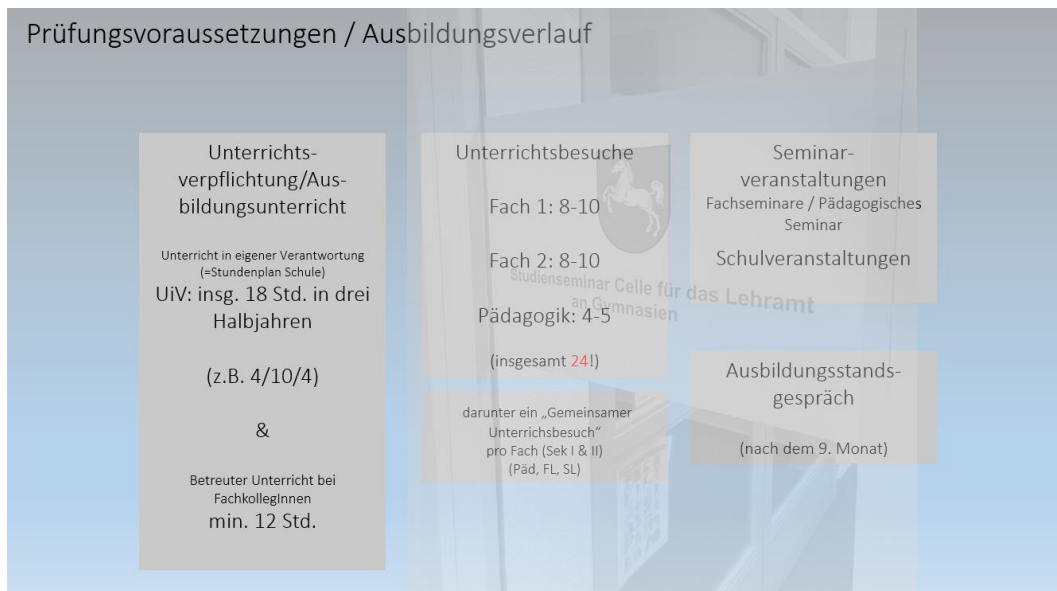 Prüfungsvoraussetzungen / Ausbildungsverlauf
Unterrichts-
verpflichtung/Aus-
bildungsunterricht
Unterricht in eigener Verantwortung
(=Stundenplan Schule)
UiV: insg. 18 Std. in drei
Halbjahren
(z.B. 4/10/4)
&
Betreuter Unterricht bei
FachkollegInnen
min. 12 Std.
Unterrichtsbesuche
Fach 1: 8-10
Fach 2: 8-10
Pädagogik: 4-5
(insgesamt 24!)
darunter ein „Gemeinsamer
Unterrichsbesuch“
pro Fach (Sek I & II)
(Päd, FL, SL)
Studienseminar Celle für das Lehramt
an Gymnasien
Seminar-
veranstaltungen
Fachseminare / Pädagogisches
Seminar
Schulveranstaltungen
Ausbildungsstands-
gespräch
(nach dem 9. Monat)